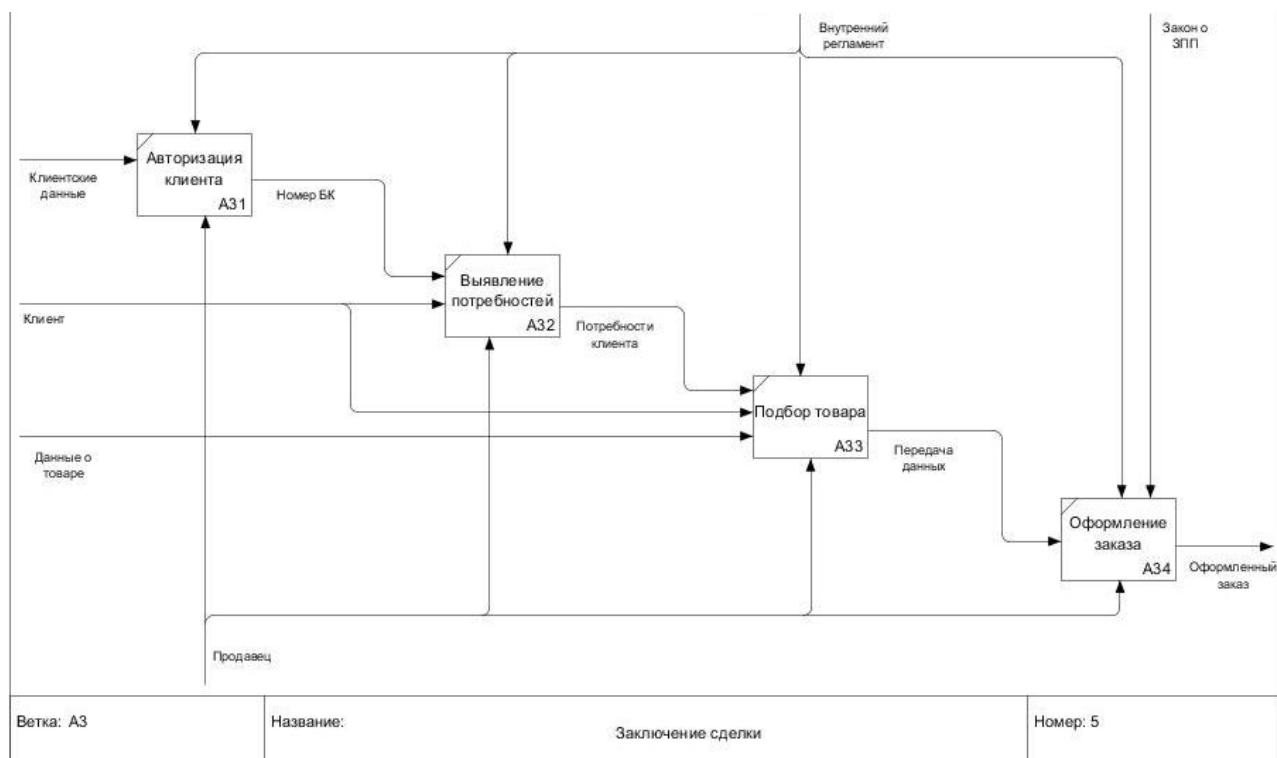 Внутренний
регламент
Закон о
ЗПП
Авторизация
клиента
A31
Клиентские
данные
Номер БК
Выявление
потребностей
A32
Клиент
Потребности
клиента
Подбор товара
A33
Данные о
товаре
Передача
данных
Оформление
заказа
A34
Оформленный
заказ
Продавец
Ветка: A3
Название:
Заключение сделки
Номер: 5